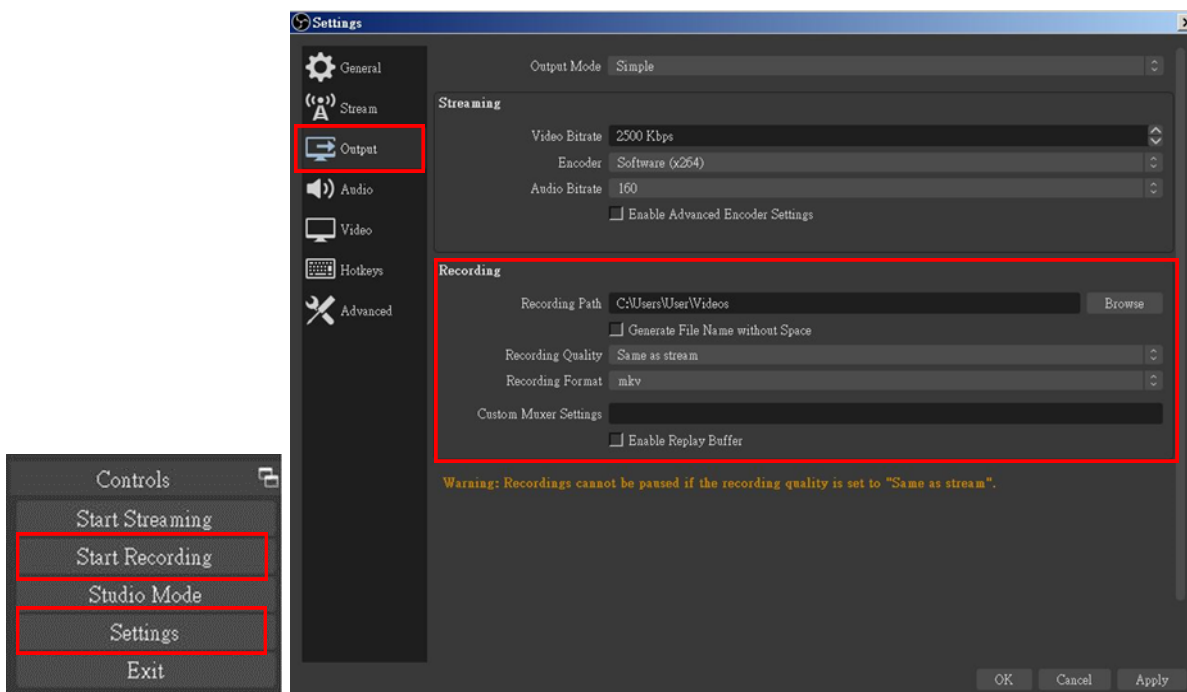 Controls
Start Streaming
Start Recording
Studio Mode
Settings
Exit
Settings
General
Stream
Output
Audio
Video
Hotkeys
Advanced
Output Mode Simple
Streaming
Video Bitrate 2500 Kbps
Encoder Software (x264)
Audio Bitrate 160
Enable Advanced Encoder Settings
Recording
Recording Path C:\Users\User\Videos Browse
Generate File Name without Space
Recording Quality Same as stream
Recording Format mkv
Custom Muxer Settings
Enable Replay Buffer
Warning: Recordings cannot be paused if the recording quality is set to "Same as stream".
OK Cancel Apply